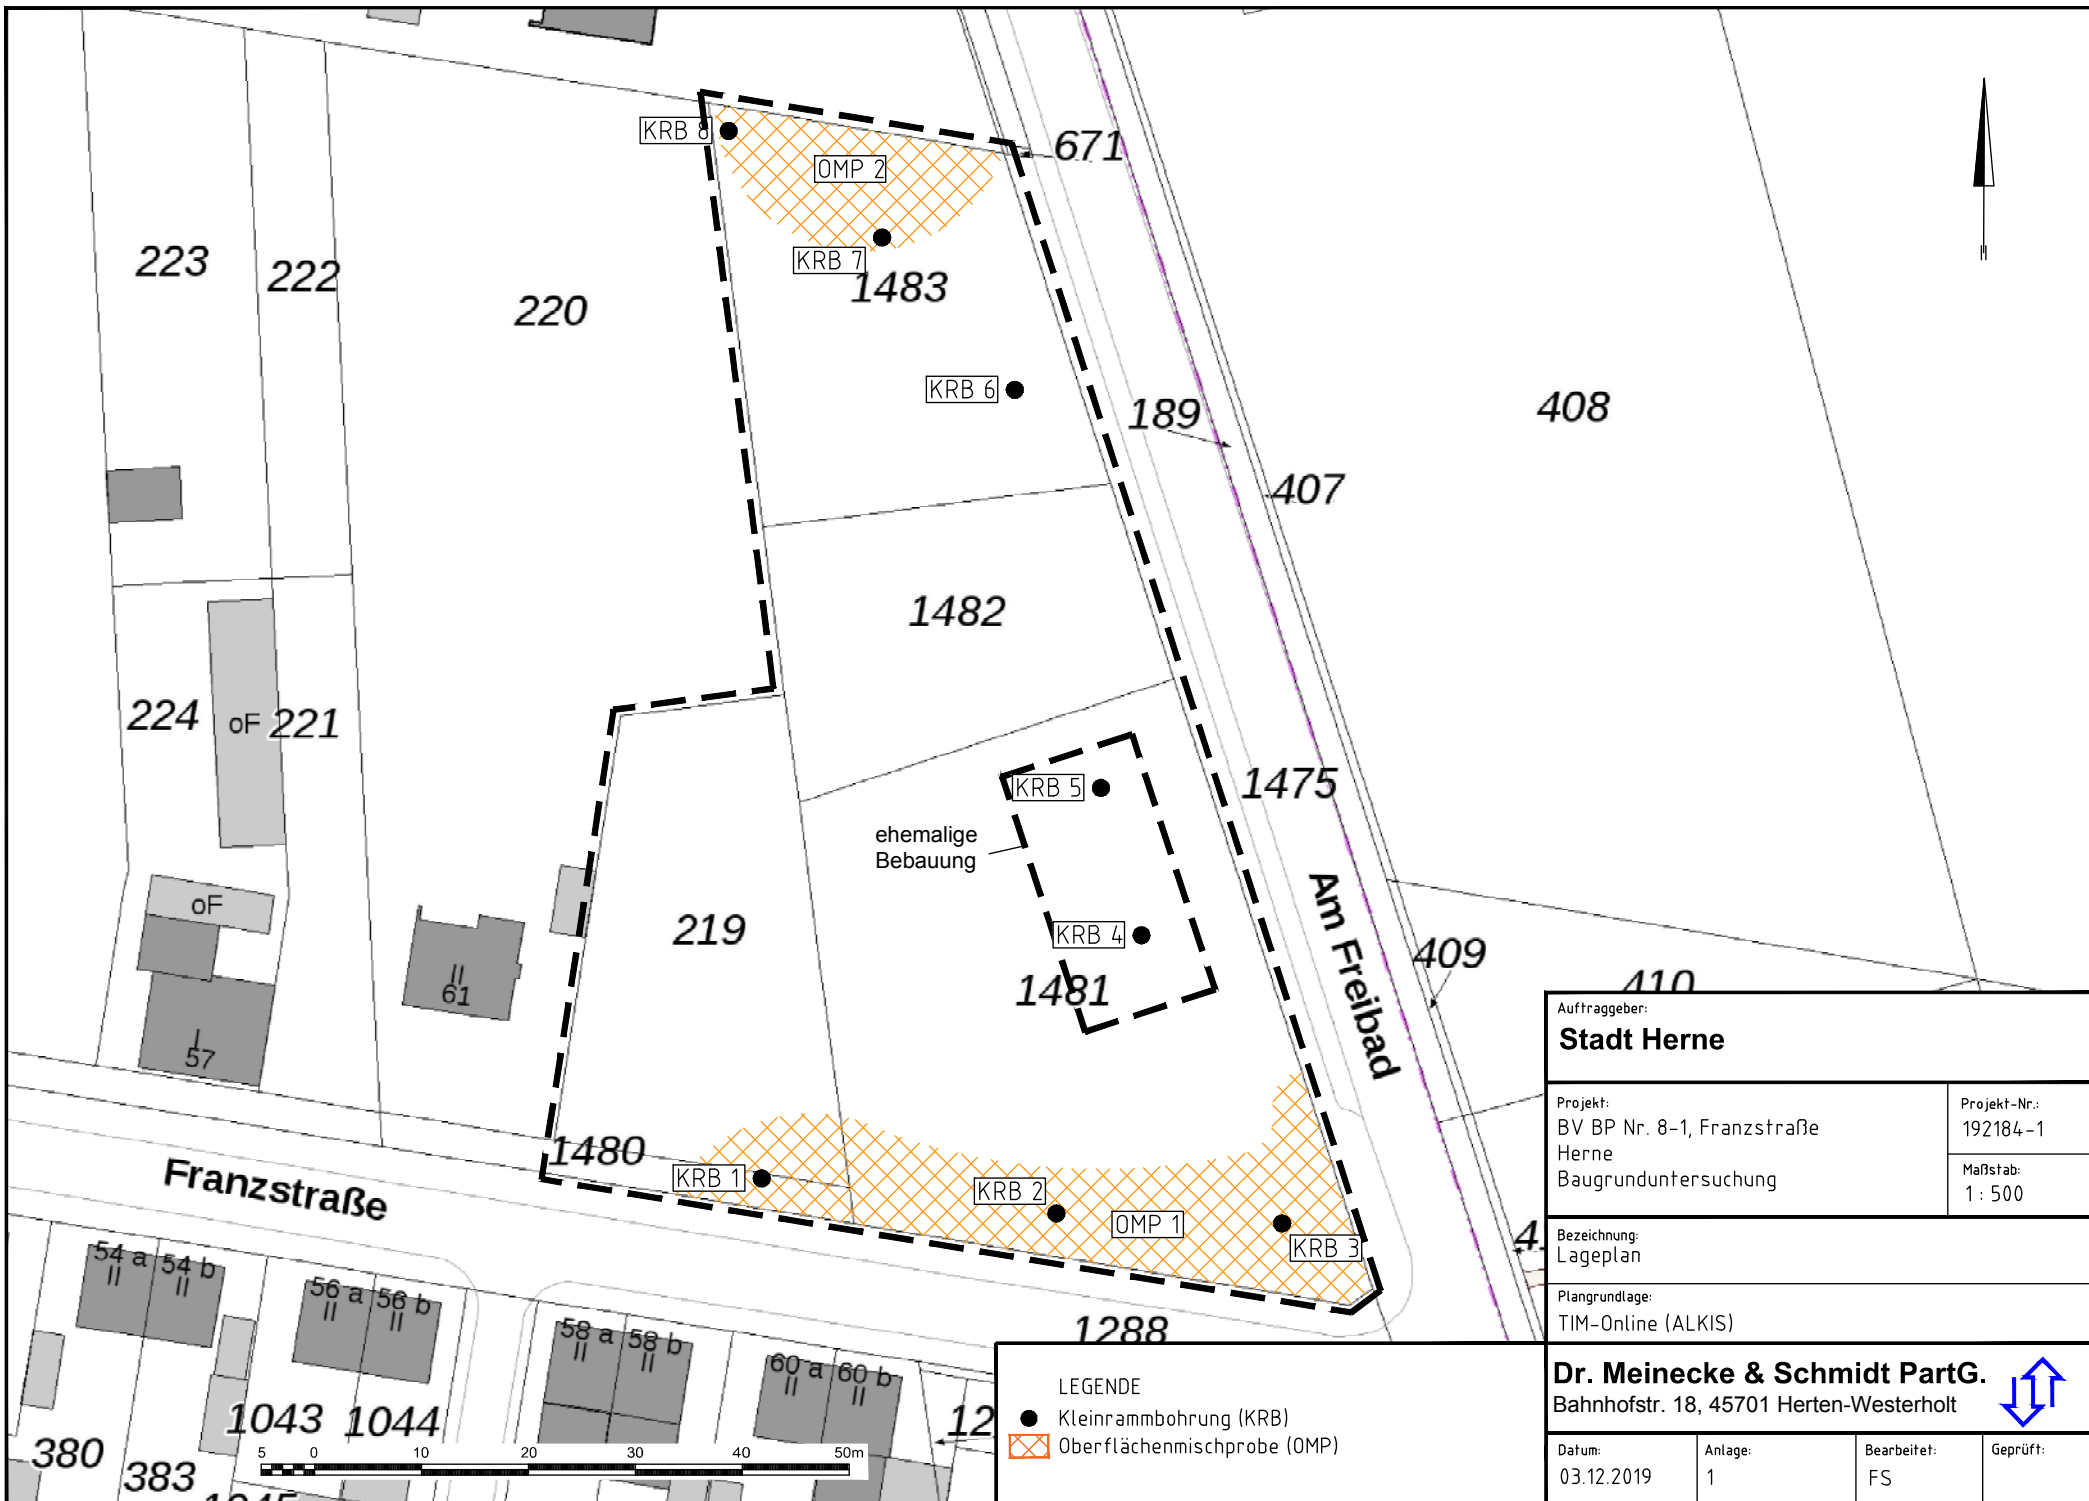 KRB 8
OMP 2
671
KRB 7
223
222
220
1483
KRB 6
189
408
407
1482
224
oF
221
KRB 5
1475
ehemalige
Bebauung
oF
219
KRB 4
Am Freibad
409
410
1481
II
61
I
57
1480
KRB 1
KRB 2
OMP 1
KRB 3
Franzstraße
54 a
54 b
II
II
56 a
56 b
II
II
58 a
58 b
II
II
60 a
60 b
II
II
1288
1043
1044
380
383
5
0
10
20
30
40
50m
LEGENDE
Kleinrammbohrung (KRB)
Oberflächenmischprobe (OMP)
Auftraggeber:
Stadt Herne
Projekt:
BV BP Nr. 8-1, Franzstraße
Herne
Baugrunduntersuchung
Projekt-Nr.:
192184-1
Maßstab:
1 : 500
Bezeichnung:
Lageplan
Plangrundlage:
TIM-Online (ALKIS)
Dr. Meinecke & Schmidt PartG.
Bahnhofstr. 18, 45701 Herten-Westerholt
Datum:
03.12.2019
Anlage:
1
Bearbeitet:
FS
Geprüft: